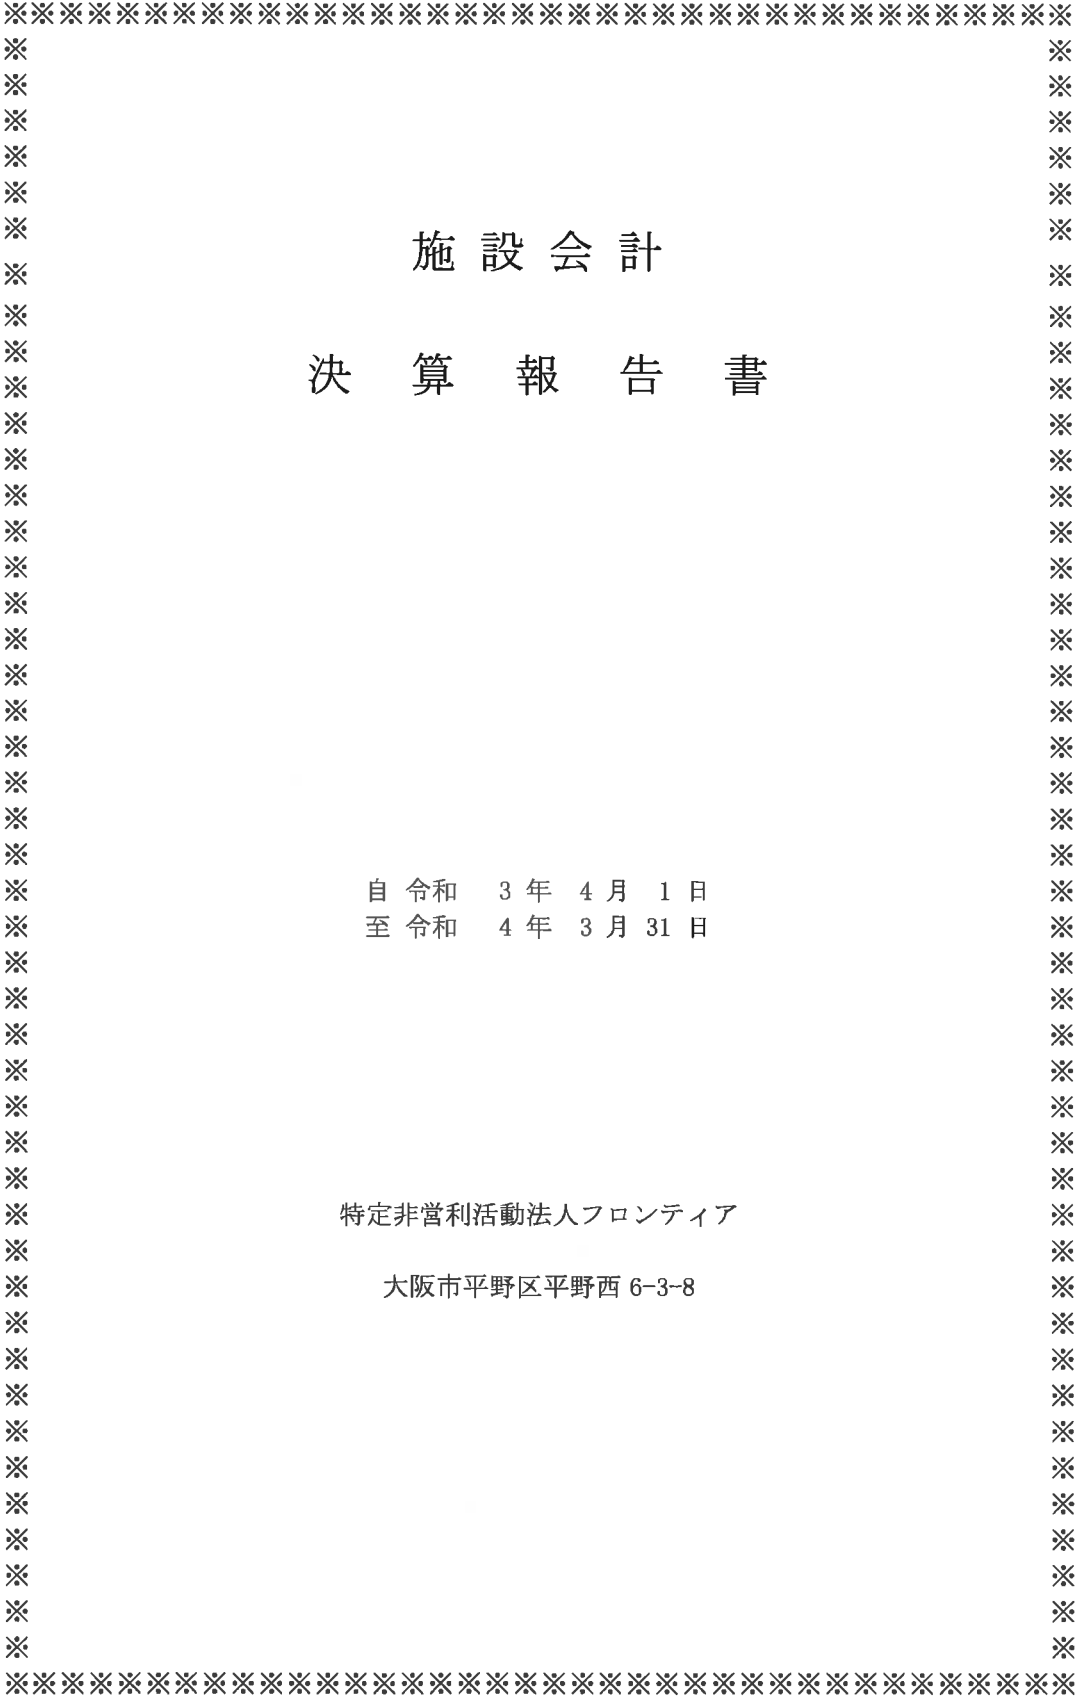 施設会計
決算報告書
自 令和 3 年 4 月 1 日
至 令和 4 年 3 月 31 日
特定非営利活動法人フロンティア
大阪市平野区平野西 6-3-8